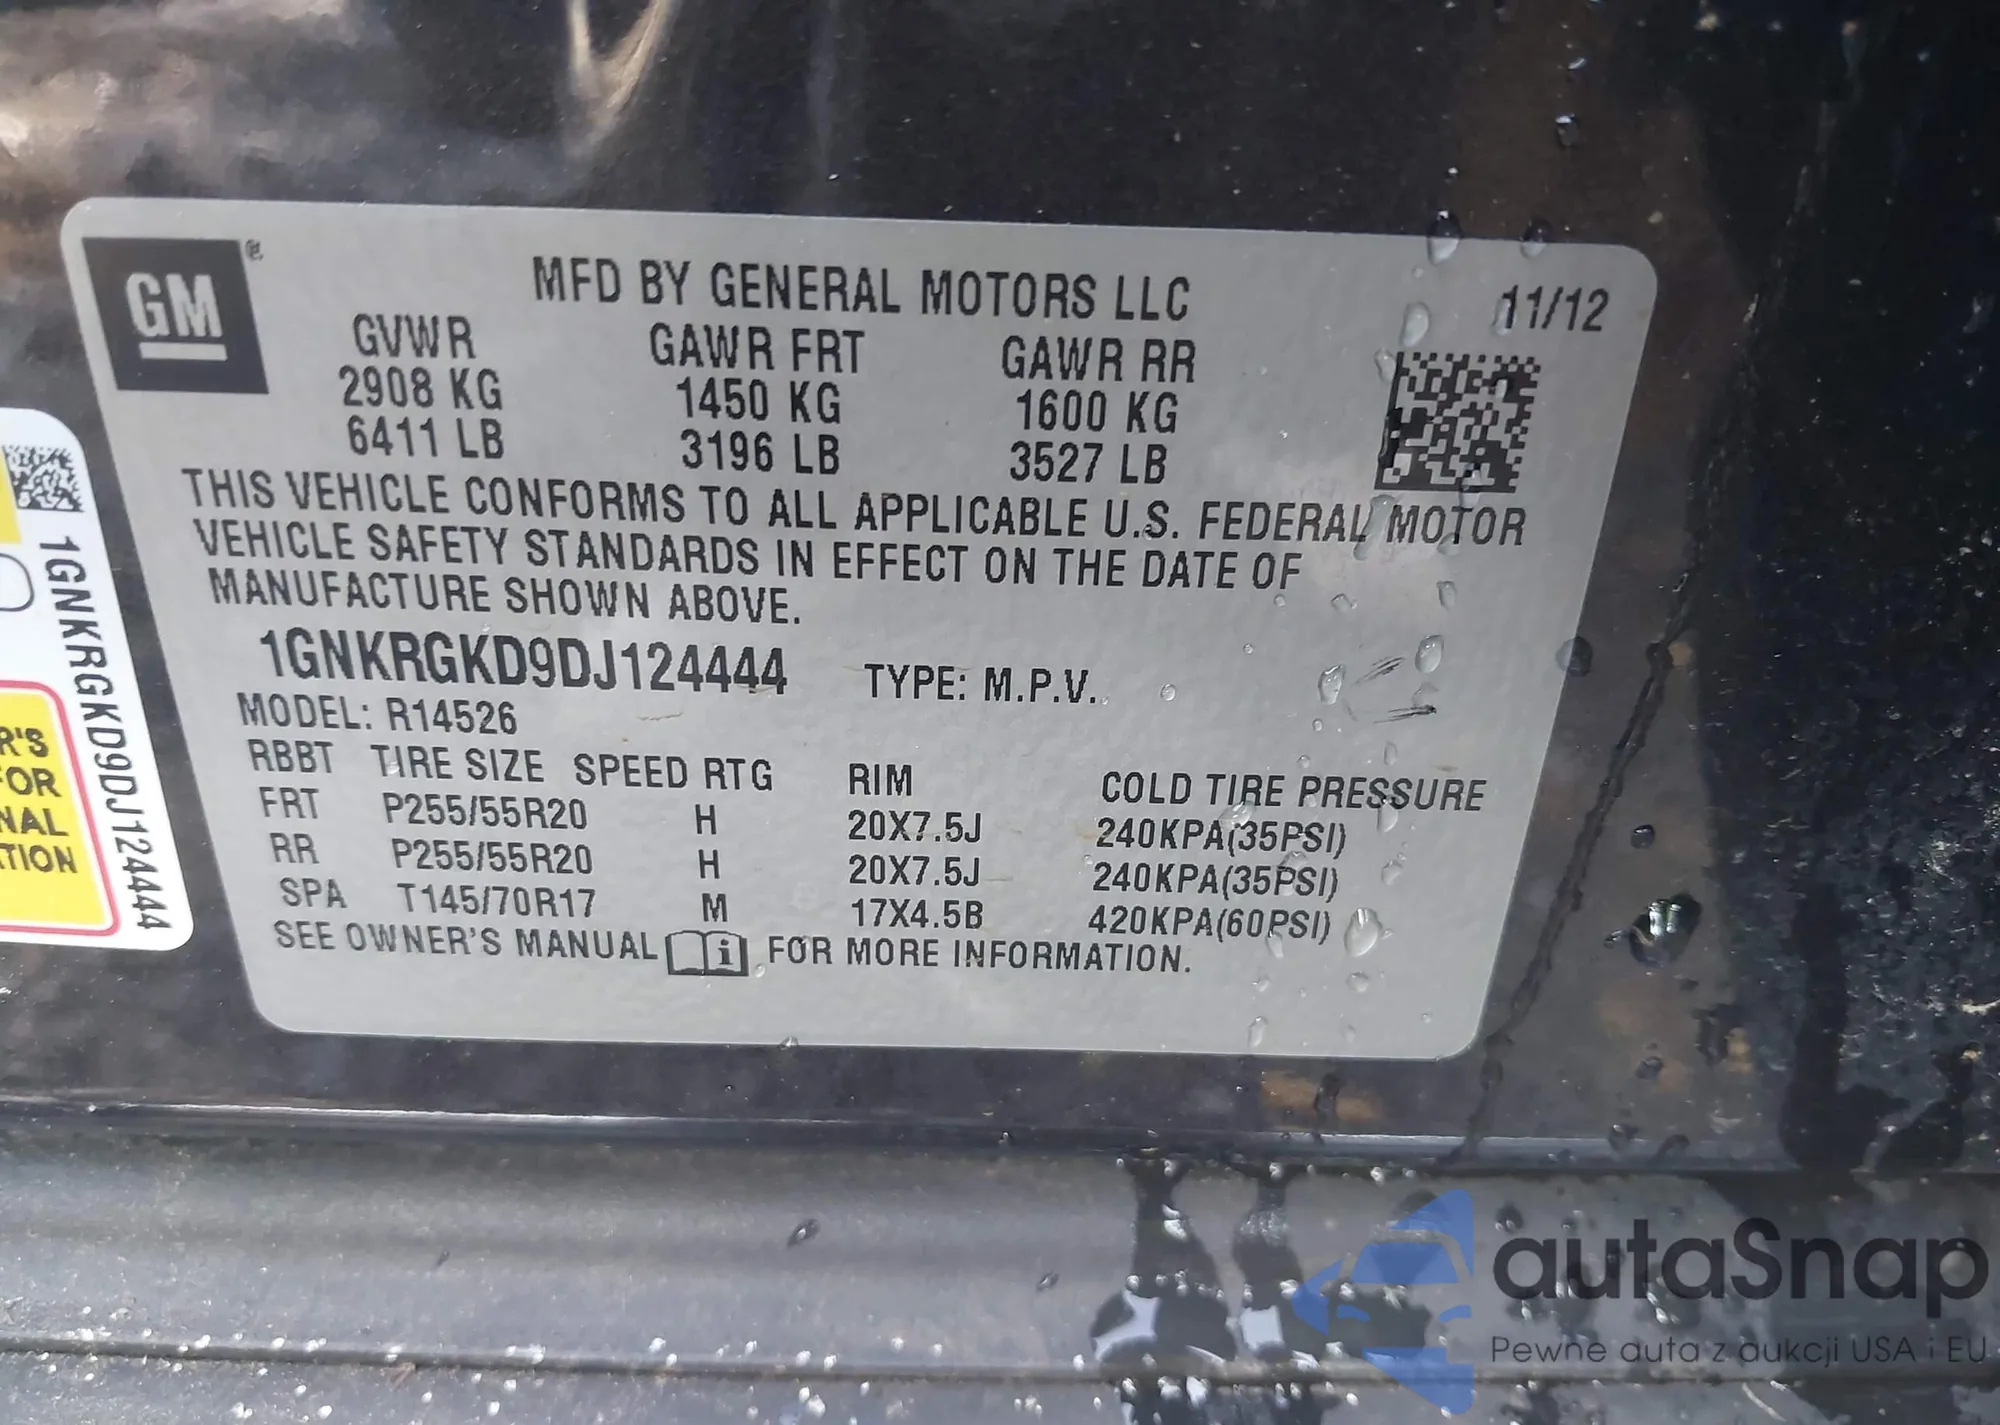 GM ®
MFD BY GENERAL MOTORS LLC 11/12
GVWR GAWR FRT GAWR RR
2908 KG 1450 KG 1600 KG
6411 LB 3196 LB 3527 LB
THIS VEHICLE CONFORMS TO ALL APPLICABLE U.S. FEDERAL MOTOR
VEHICLE SAFETY STANDARDS IN EFFECT ON THE DATE OF
MANUFACTURE SHOWN ABOVE.
1GNKRGKD9DJ124444 TYPE: M.P.V.
MODEL: R14526
RBBT TIRE SIZE SPEED RTG RIM COLD TIRE PRESSURE
FRT P255/55R20 H 20X7.5J 240KPA(35PSI)
RR P255/55R20 H 20X7.5J 240KPA(35PSI)
SPA T145/70R17 M 17X4.5B 420KPA(60PSI)
SEE OWNER'S MANUAL i FOR MORE INFORMATION.
1GNKRGKD9DJ124444
R'S
FOR
NAL
TION
autaSnap
Pewne auta z aukcji USA i EU